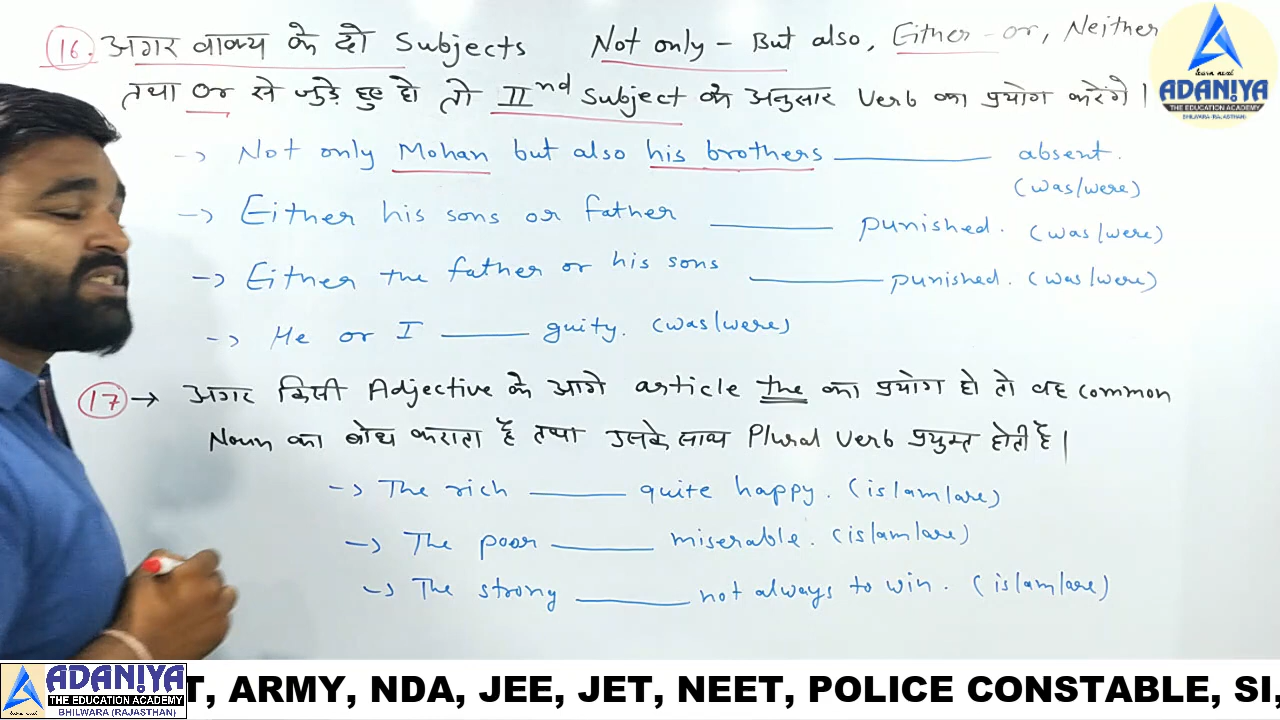 16. अगर वाक्य के दो Subjects Not only - But also, Either - or, Neither
तथा or से जुड़े हुए हो तो IInd Subject के अनुसार Verb का प्रयोग करेंगे।
-> Not only Mohan but also his brothers ______ absent.
(was/were)
-> Either his sons or father ______ punished. (was/were)
-> Either the father or his sons ______ punished. (was/were)
-> He or I ______ guity. (was/were)
17 → अगर किसी Adjective के आगे article the का प्रयोग हो तो वह common
Noun का बोध कराता है तथा उसके साथ Plural Verb प्रयुक्त होती है।
-> The rich ______ quite happy. (is/am/are)
-> The poor ______ miserable. (is/am/are)
-> The strong ______ not always to win. (is/am/are)
learn next
ADANiYA
THE EDUCATION ACADEMY
BHILWARA (RAJASTHAN)
ADANiYA
THE EDUCATION ACADEMY
BHILWARA (RAJASTHAN)
T, ARMY, NDA, JEE, JET, NEET, POLICE CONSTABLE, SI,